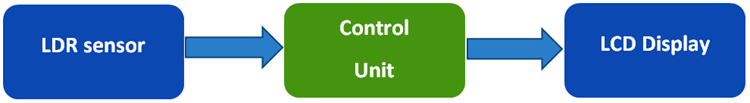 LDR sensor
Control
Unit
LCD Display